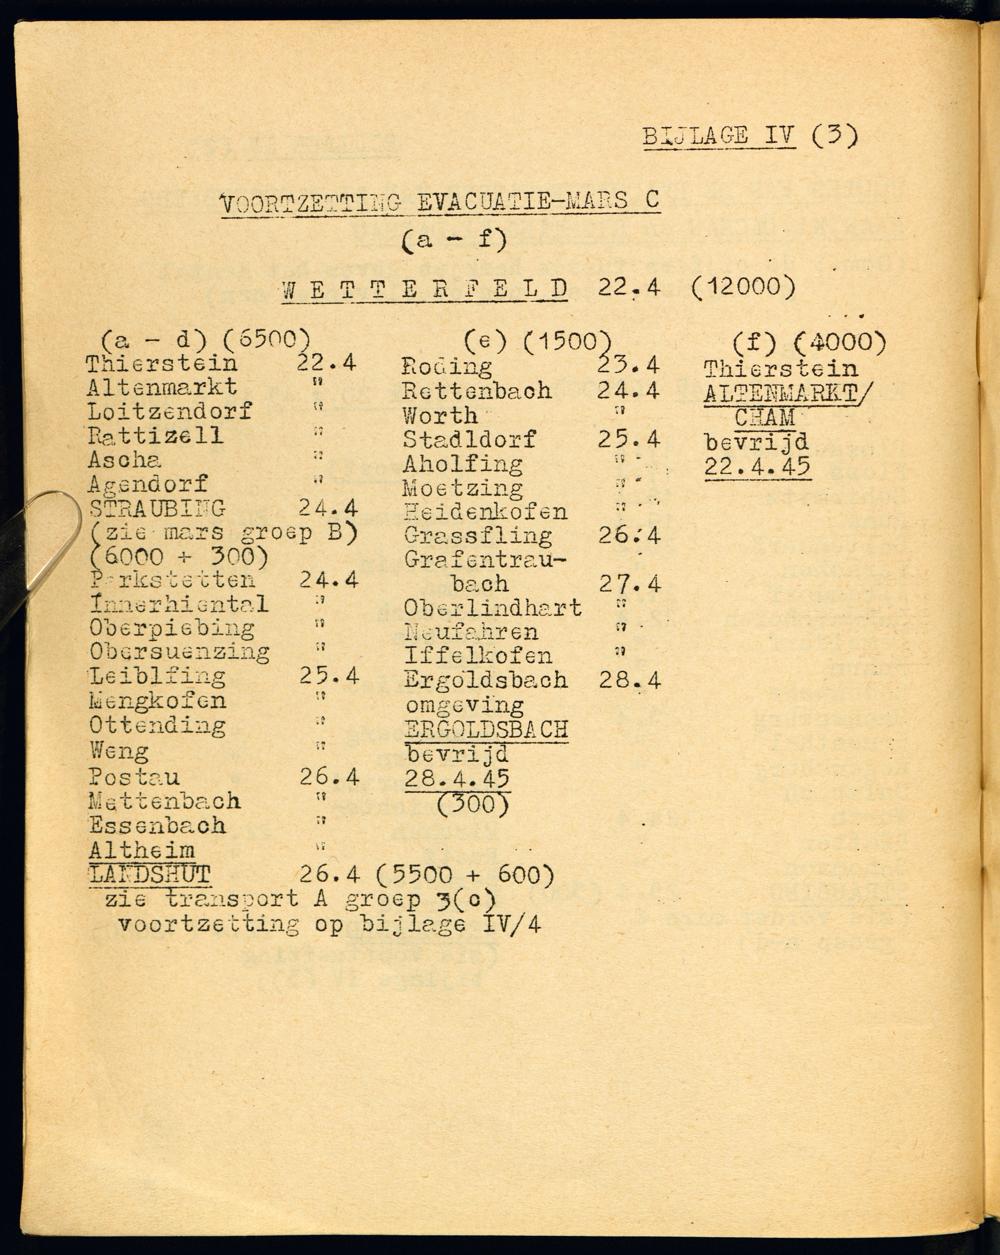 BIJLAGE IV (3)
VOORTZETTING EVACUATIE-MARS C
(a - f)
WETTERFELD 22.4 (12000)
(a - d) (6500)
Thierstein 22.4
Altenmarkt "
Loitzendorf "
Rattizell "
Ascha "
Agendorf "
STRAUBING 24.4
(zie mars groep B)
(6000 + 300)
Parkstetten 24.4
Innerhiental "
Oberpiebing "
Obersuenzing "
Leiblfing 25.4
Mengkofen "
Ottending "
Weng "
Postau 26.4
Mettenbach "
Essenbach "
Altheim "
LANDSHUT 26.4 (5500 + 600)
zie transport A groep 3(c)
voortzetting op bijlage IV/4
(e) (1500)
Roding 23.4
Rettenbach 24.4
Worth "
Stadldorf 25.4
Aholfing "
Moetzing "
Heidenkofen "
Grassfling 26.4
Grafentrau-
bach 27.4
Oberlindhart "
Neufahren "
Iffelkofen "
Ergoldsbach 28.4
omgeving
ERGOLDSBACH
bevrijd
28.4.45
(300)
(f) (4000)
Thierstein
ALTENMARKT/
CHAM
bevrijd
22.4.45